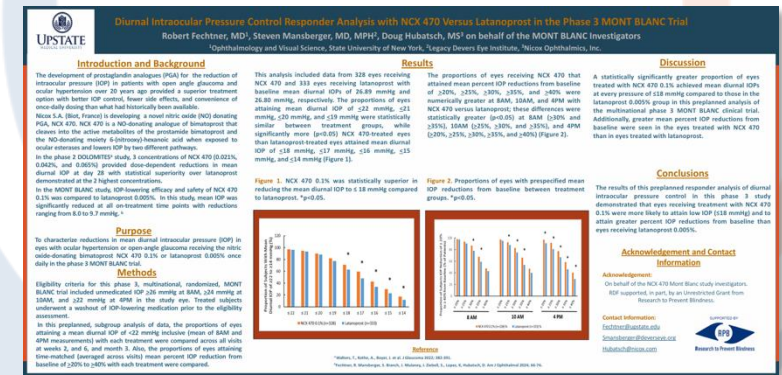 UPSTATE
MEDICAL UNIVERSITY
Diurnal Intraocular Pressure Control Responder Analysis with NCX 470 Versus Latanoprost in the Phase 3 MONT BLANC Trial
Robert Fechtner, MD¹, Steven Mansberger, MD, MPH², Doug Hubatsch, MS³ on behalf of the MONT BLANC Investigators
¹Ophthalmology and Visual Science, State University of New York, ²Legacy Devers Eye Institute, ³Nicox Ophthalmics, Inc.
Introduction and Background
The development of prostaglandin analogues (PGA) for the reduction of
intraocular pressure (IOP) in patients with open angle glaucoma and
ocular hypertension over 20 years ago provided a superior treatment
option with better IOP control, fewer side effects, and convenience of
once-daily dosing than what had historically been available.
Nicox S.A. (Biot, France) is developing a novel nitric oxide (NO) donating
PGA, NCX 470. NCX 470 is a NO-donating analogue of bimatoprost that
cleaves into the active metabolites of the prostamide bimatoprost and
the NO-donating moiety 6-(nitrooxy)-hexanoic acid when exposed to
ocular esterases and lowers IOP by two different pathways.
In the phase 2 DOLOMITES study, 3 concentrations of NCX 470 (0.021%,
0.042%, and 0.065%) provided dose-dependent reductions in mean
diurnal IOP at day 28 with statistical superiority over latanoprost
demonstrated at the 2 highest concentrations.
In the MONT BLANC study, IOP-lowering efficacy and safety of NCX 470
0.1% was compared to latanoprost 0.005%. In this study, mean IOP was
significantly reduced at all on-treatment time points with reductions
ranging from 8.0 to 9.7 mmHg.
Purpose
To characterize reductions in mean diurnal intraocular pressure (IOP) in
eyes with ocular hypertension or open-angle glaucoma receiving the nitric
oxide-donating bimatoprost NCX 470 0.1% or latanoprost 0.005% once
daily in the phase 3 MONT BLANC trial.
Methods
Eligibility criteria for this phase 3, multinational, randomized, MONT
BLANC trial included unmedicated IOP ≥26 mmHg at 8AM, ≥24 mmHg at
10AM, and ≥22 mmHg at 4PM in the study eye. Treated subjects
underwent a washout of IOP-lowering medication prior to the eligibility
assessment.
In this preplanned, subgroup analysis of data, the proportions of eyes
attaining a mean diurnal IOP of <22 mmHg inclusive (mean of 8AM and
4PM measurements) with each treatment were compared across all visits
at weeks 2, and 6, and month 3. Also, the proportions of eyes attaining
time-matched (average across visits) mean percent IOP reduction from
baseline of ≥20% to ≥40% with each treatment were compared.
Results
This analysis included data from 328 eyes receiving
NCX 470 and 333 eyes receiving latanoprost with
baseline mean diurnal IOPs of 26.89 mmHg and
26.80 mmHg, respectively. The proportions of eyes
attaining mean diurnal IOP of ≤22 mmHg, ≤21
mmHg, ≤20 mmHg, and ≤19 mmHg were statistically
similar between treatment groups, while
significantly more (p<0.05) NCX 470-treated eyes
than latanoprost-treated eyes attained mean diurnal
IOP of ≤18 mmHg, ≤17 mmHg, ≤16 mmHg, ≤15
mmHg, and ≤14 mmHg (Figure 1).
Figure 1. NCX 470 0.1% was statistically superior in
reducing the mean diurnal IOP to ≤ 18 mmHg compared
to latanoprost. *p<0.05.
The proportions of eyes receiving NCX 470 that
attained mean percent IOP reductions from baseline
of ≥20%, ≥25%, ≥30%, ≥35%, and ≥40% were
numerically greater at 8AM, 10AM, and 4PM with
NCX 470 versus latanoprost; these differences were
statistically greater (p<0.05) at 8AM (≥30% and
≥35%), 10AM (≥25%, ≥30%, and ≥35%), and 4PM
(≥20%, ≥25%, ≥30%, ≥35%, and ≥40%) (Figure 2).
Figure 2. Proportions of eyes with prespecified mean
IOP reductions from baseline between treatment
groups. *p<0.05.
120
100
80
60
40
20
0
≤22 ≤21 ≤20 ≤19 ≤18 ≤17 ≤16 ≤15 ≤14
8 AM 10 AM 4 PM
Reference
Discussion
A statistically significantly greater proportion of eyes
treated with NCX 470 0.1% achieved mean diurnal IOPs
at every pressure of ≤18 mmHg compared to those in the
latanoprost 0.005% group in this preplanned analysis of
the multinational phase 3 MONT BLANC clinical trial.
Additionally, greater mean percent IOP reductions from
baseline were seen in the eyes treated with NCX 470
than in eyes treated with latanoprost.
Conclusions
The results of this preplanned responder analysis of diurnal
intraocular pressure control in this phase 3 study
demonstrated that eyes receiving treatment with NCX 470
0.1% were more likely to attain low IOP (≤18 mmHg) and to
attain greater percent IOP reductions from baseline than
eyes receiving latanoprost 0.005%.
Acknowledgement and Contact
Information
Acknowledgement:
On behalf of the NCX 470 Mont Blanc study investigators.
RDF supported, in part, by an Unrestricted Grant from
Research to Prevent Blindness.
Contact Information:
Fechtner@upstate.edu
Smansberger@deverseye.org
Hubatsch@nicox.com
SUPPORTED BY
RPB
Research to Prevent Blindness